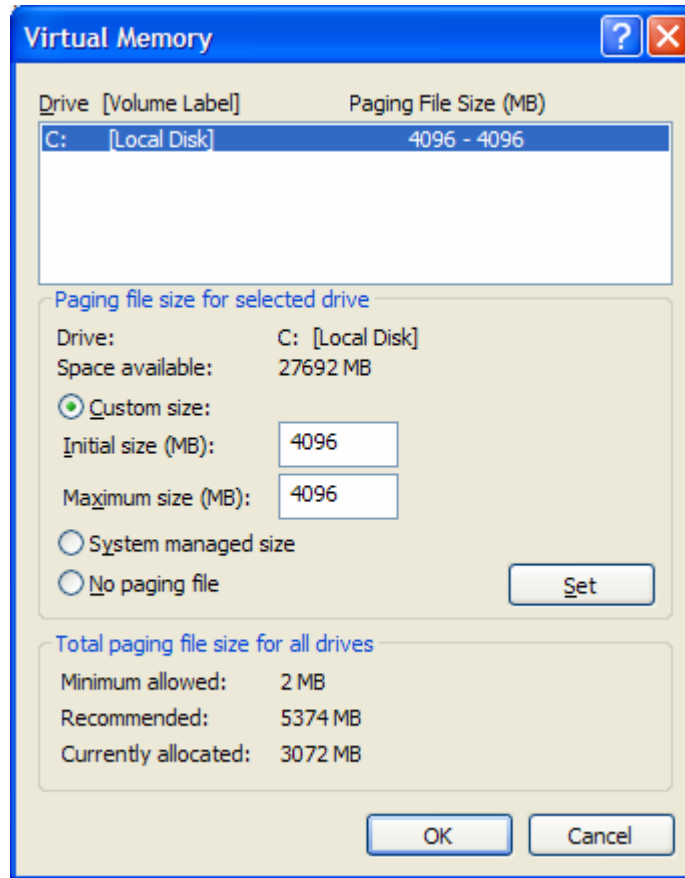 Virtual Memory
Drive [Volume Label] Paging File Size (MB)
C: [Local Disk] 4096 - 4096
Paging file size for selected drive
Drive: C: [Local Disk]
Space available: 27692 MB
Custom size:
Initial size (MB): 4096
Maximum size (MB): 4096
System managed size
No paging file Set
Total paging file size for all drives
Minimum allowed: 2 MB
Recommended: 5374 MB
Currently allocated: 3072 MB
OK Cancel